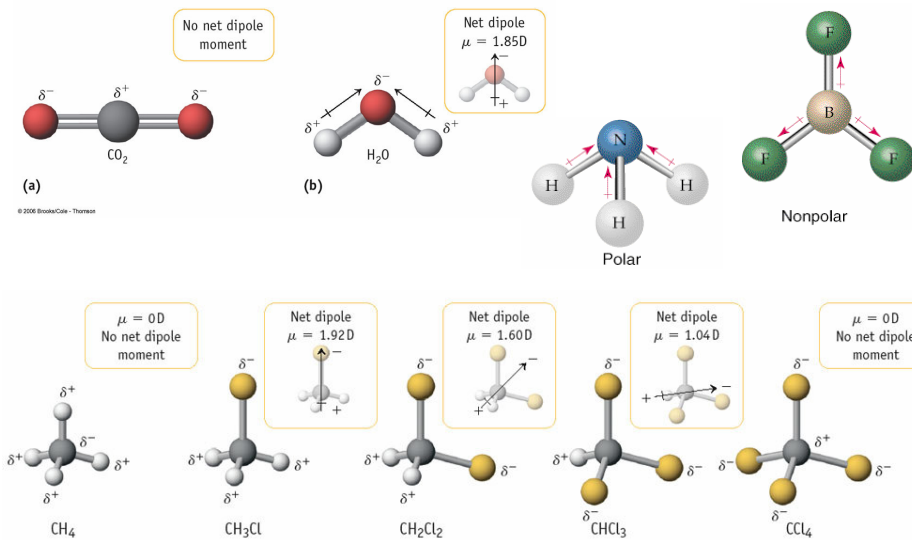 No net dipole
moment
δ⁻
δ⁺
δ⁻
CO₂
(a)
© 2006 Brooks/Cole - Thomson
Net dipole
μ = 1.85D
−
+
δ⁻
δ⁺
δ⁺
H₂O
(b)
N
H
H
H
Polar
F
B
F
F
Nonpolar
μ = 0D
No net dipole
moment
δ⁺
δ⁻
δ⁺
δ⁺
δ⁺
CH₄
Net dipole
μ = 1.92D
−
+
δ⁻
δ⁺
δ⁺
δ⁺
CH₃Cl
Net dipole
μ = 1.60D
−
+
δ⁻
δ⁺
δ⁻
δ⁺
CH₂Cl₂
Net dipole
μ = 1.04D
+
−
δ⁻
δ⁺
δ⁻
δ⁻
CHCl₃
μ = 0D
No net dipole
moment
δ⁻
δ⁺
δ⁻
δ⁻
δ⁻
CCl₄